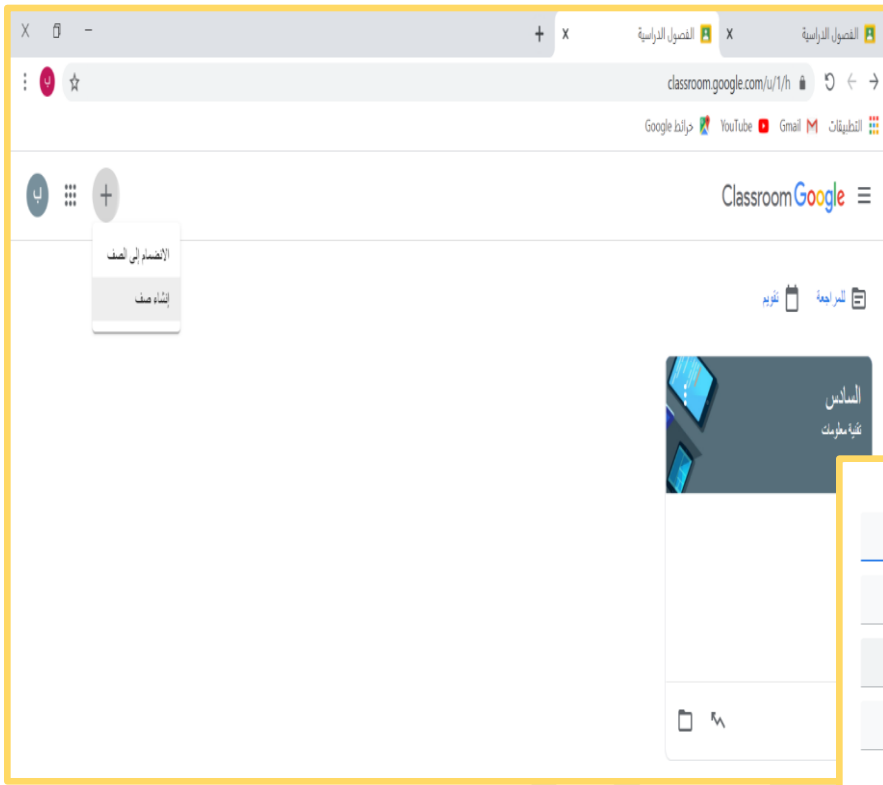 الفصول الدراسية
الفصول الدراسية
classroom.google.com/u/1/h
التطبيقات Gmail YouTube خرائط Google
Classroom Google
ب
ب
الانضمام إلى الصف
إنشاء صف
للمراجعة تقويم
السادس
تقنية معلومات